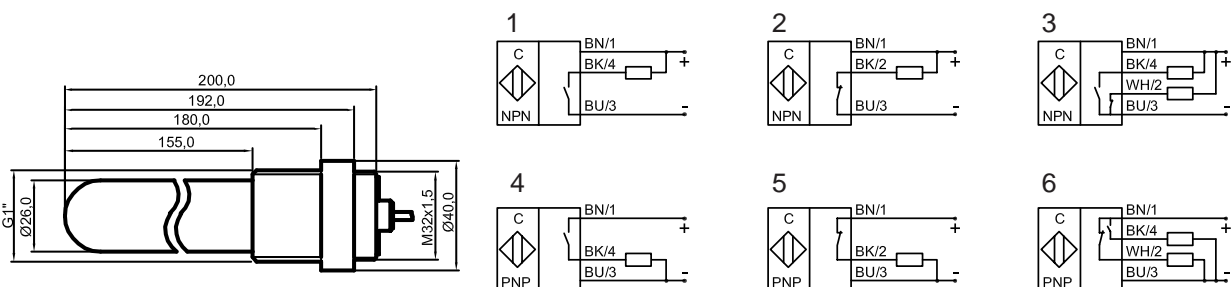 200,0
192,0
180,0
155,0
G1"
Ø26,0
M32x1,5
Ø40,0
1
C
NPN
BN/1
BK/4
BU/3
+
-
2
C
NPN
BN/1
BK/2
BU/3
+
-
3
C
NPN
BN/1
BK/4
WH/2
BU/3
+
-
4
C
PNP
BN/1
BK/4
BU/3
+
-
5
C
PNP
BN/1
BK/2
BU/3
+
-
6
C
PNP
BN/1
BK/4
WH/2
BU/3
+
-